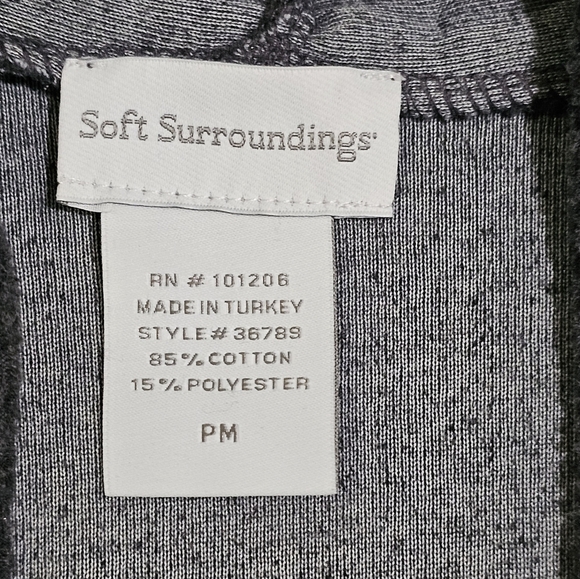 Soft Surroundings
RN # 101206
MADE IN TURKEY
STYLE# 36789
85% COTTON
15% POLYESTER
PM